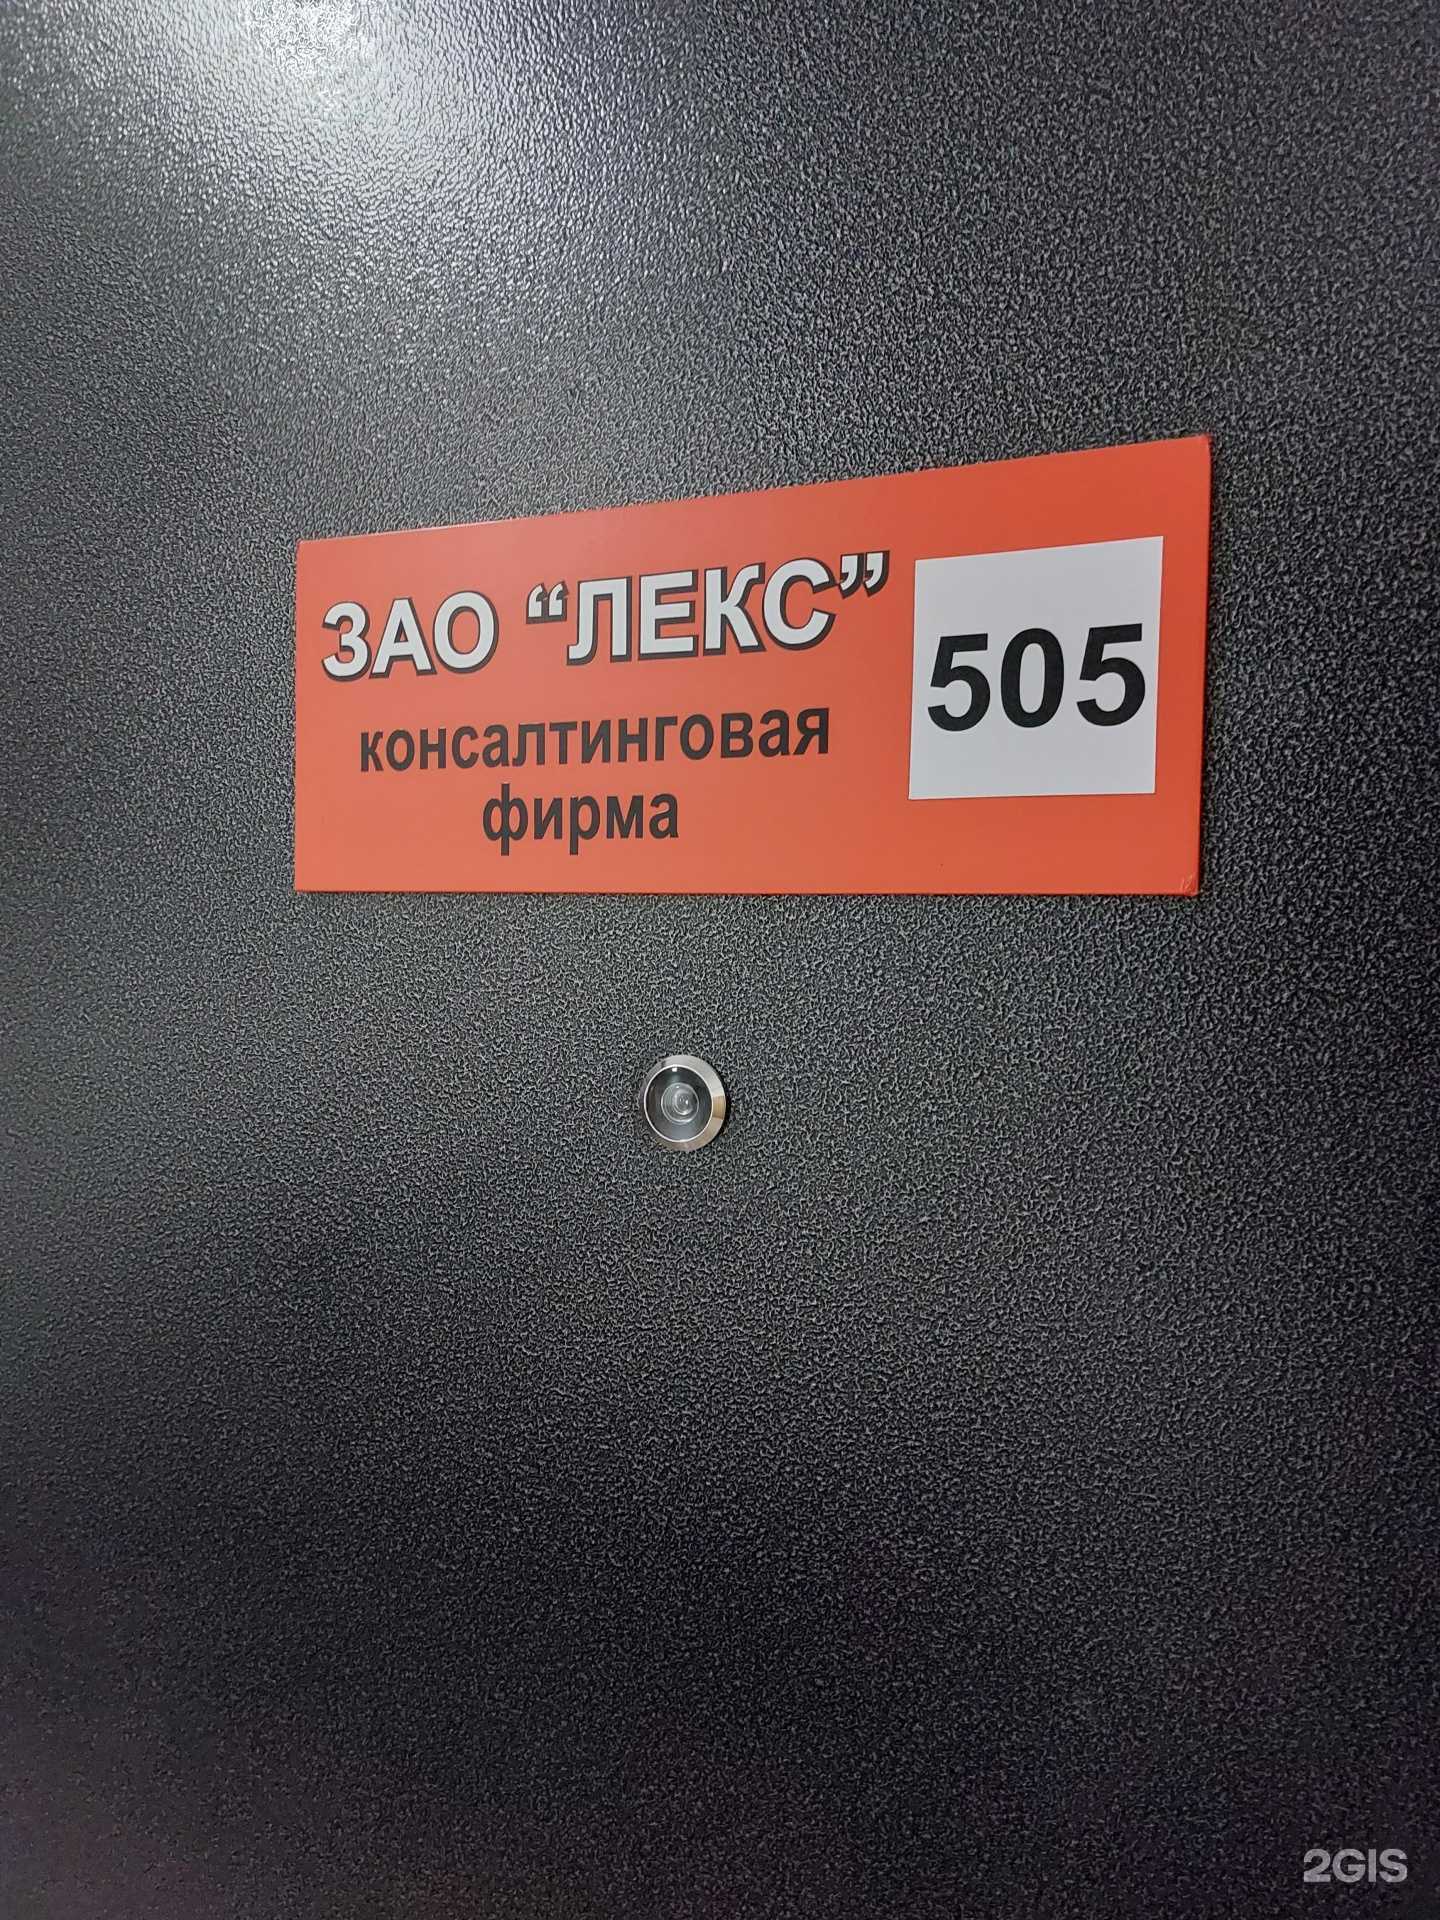 ЗАО “ЛЕКС”
консалтинговая
фирма
505
2GIS